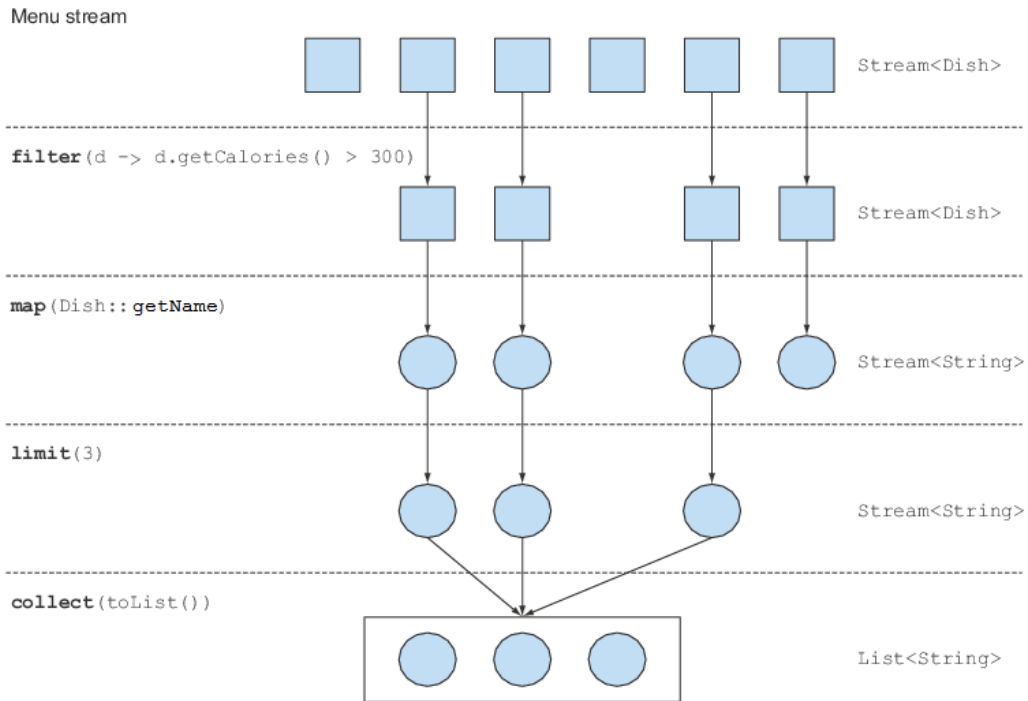 Menu stream
Stream<Dish>
filter(d -> d.getCalories() > 300)
Stream<Dish>
map(Dish::getName)
Stream<String>
limit(3)
Stream<String>
collect(toList())
List<String>